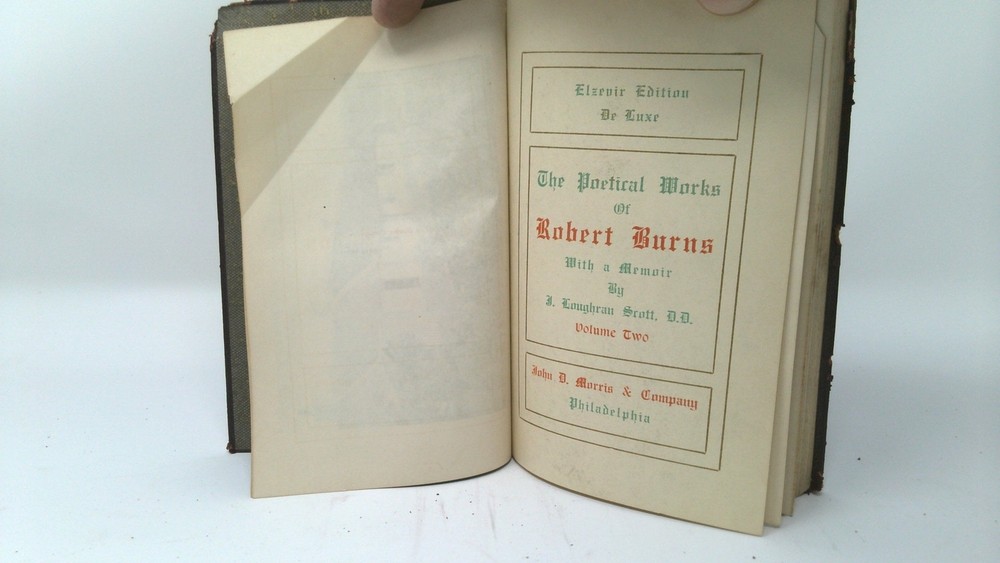 Elzevir Edition
De Luxe
The Poetical Works
Of
Robert Burns
With a Memoir
By
J. Loughran Scott, D.D.
Volume Two
John D. Morris & Company
Philadelphia